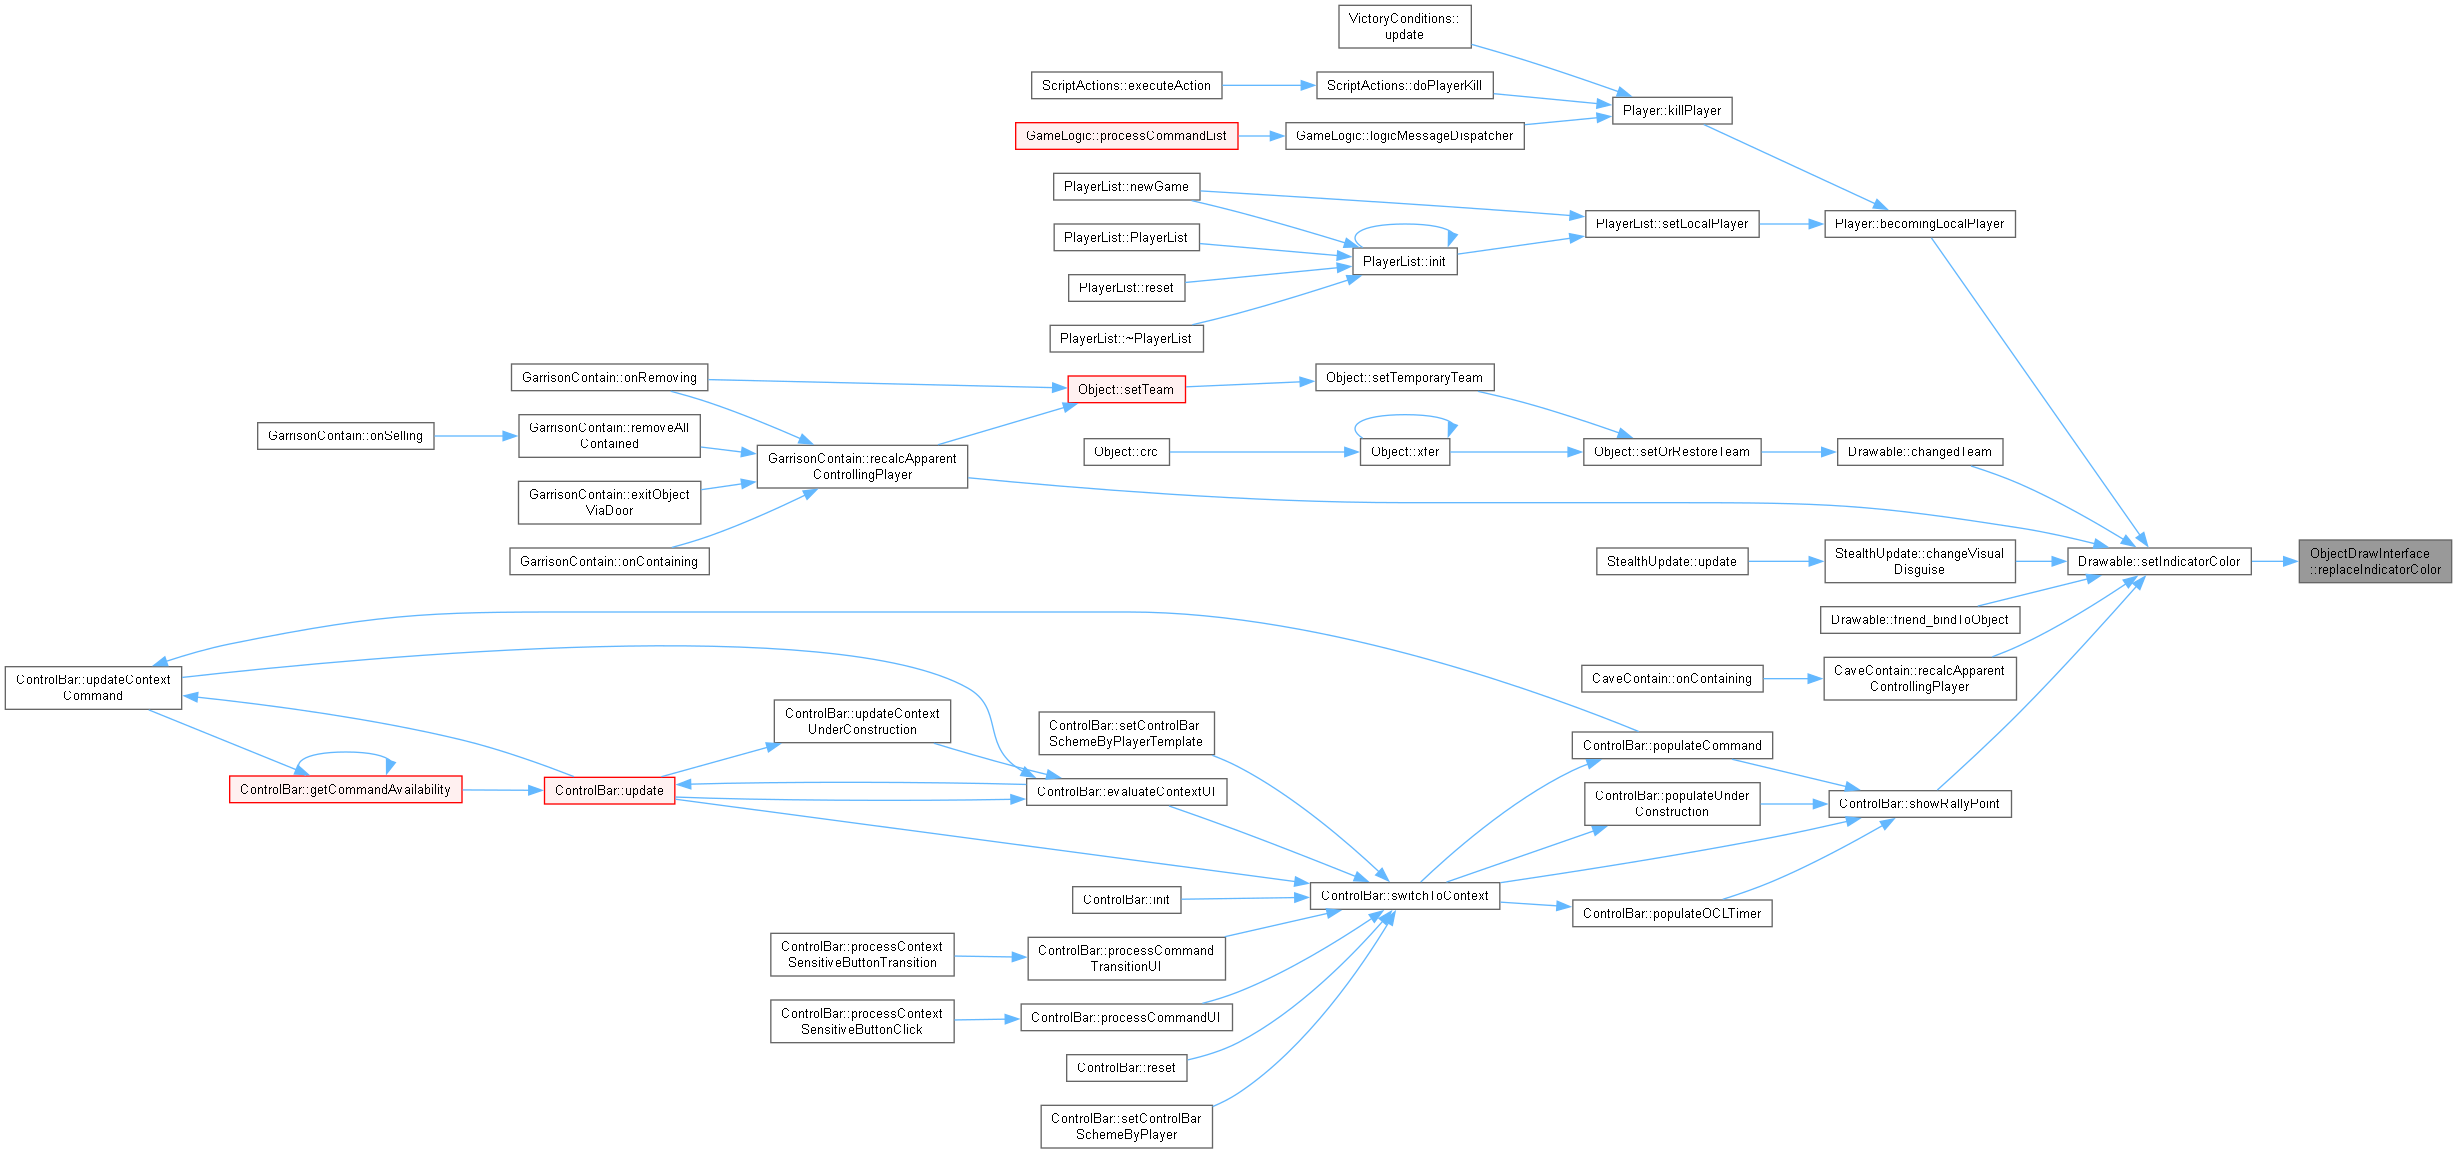 VictoryConditions::
update
ScriptActions::executeAction
ScriptActions::doPlayerKill
Player::killPlayer
GameLogic::processCommandList
GameLogic::logicMessageDispatcher
PlayerList::newGame
PlayerList::setLocalPlayer
Player::becomingLocalPlayer
PlayerList::PlayerList
PlayerList::init
PlayerList::reset
PlayerList::~PlayerList
GarrisonContain::onRemoving
Object::setTeam
Object::setTemporaryTeam
GarrisonContain::onSelling
GarrisonContain::removeAll
Contained
GarrisonContain::recalcApparent
ControllingPlayer
Object::crc
Object::xfer
Object::setOrRestoreTeam
Drawable::changedTeam
GarrisonContain::exitObject
ViaDoor
GarrisonContain::onContaining
StealthUpdate::update
StealthUpdate::changeVisual
Disguise
Drawable::setIndicatorColor
ObjectDrawInterface
::replaceIndicatorColor
Drawable::friend_bindToObject
ControlBar::updateContext
Command
CaveContain::onContaining
CaveContain::recalcApparent
ControllingPlayer
ControlBar::updateContext
UnderConstruction
ControlBar::setControlBar
SchemeByPlayerTemplate
ControlBar::populateCommand
ControlBar::getCommandAvailability
ControlBar::update
ControlBar::evaluateContextUI
ControlBar::populateUnder
Construction
ControlBar::showRallyPoint
ControlBar::init
ControlBar::switchToContext
ControlBar::populateOCLTimer
ControlBar::processContext
SensitiveButtonTransition
ControlBar::processCommand
TransitionUI
ControlBar::processContext
SensitiveButtonClick
ControlBar::processCommandUI
ControlBar::reset
ControlBar::setControlBar
SchemeByPlayer